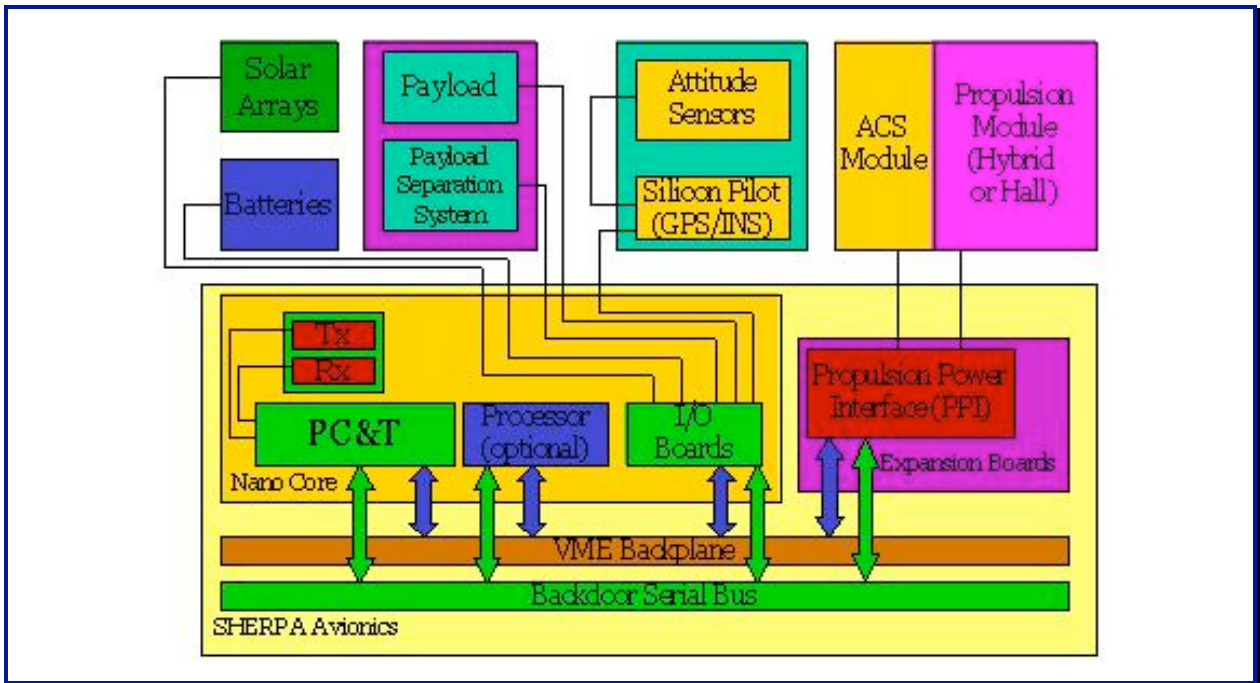 Solar
Arrays
Batteries
Payload
Payload
Separation
System
Attitude
Sensors
Silicon Pilot
(GPS/INS)
ACS
Module
Propulsion
Module
(Hybrid
or Hall)
Tx
Rx
PC&T
Processor
(optional)
I/O
Boards
Nano Core
Propulsion Power
Interface (PPI)
Expansion Boards
VME Backplane
Backdoor Serial Bus
SHERPA Avionics